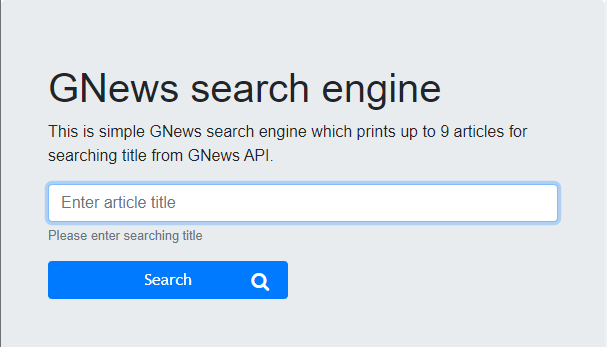 GNews search engine
This is simple GNews search engine which prints up to 9 articles for
searching title from GNews API.
Enter article title
Please enter searching title
Search